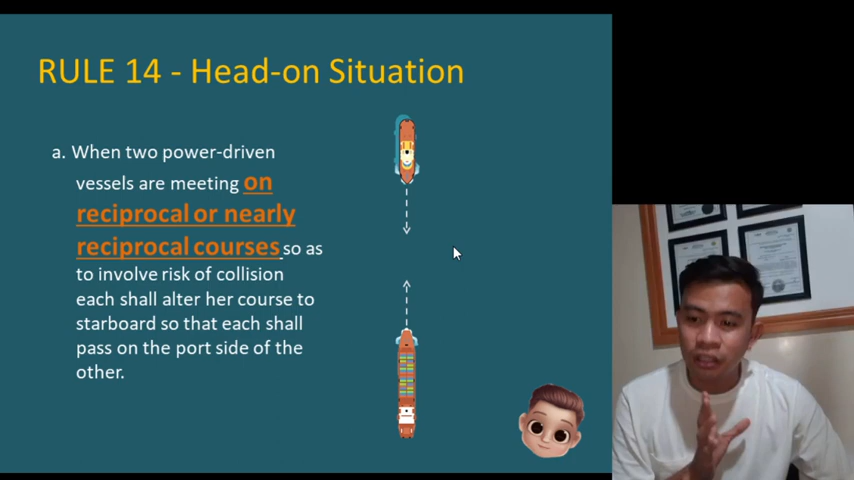 RULE 14 - Head-on Situation
a. When two power-driven
vessels are meeting on
reciprocal or nearly
reciprocal courses so as
to involve risk of collision
each shall alter her course to
starboard so that each shall
pass on the port side of the
other.